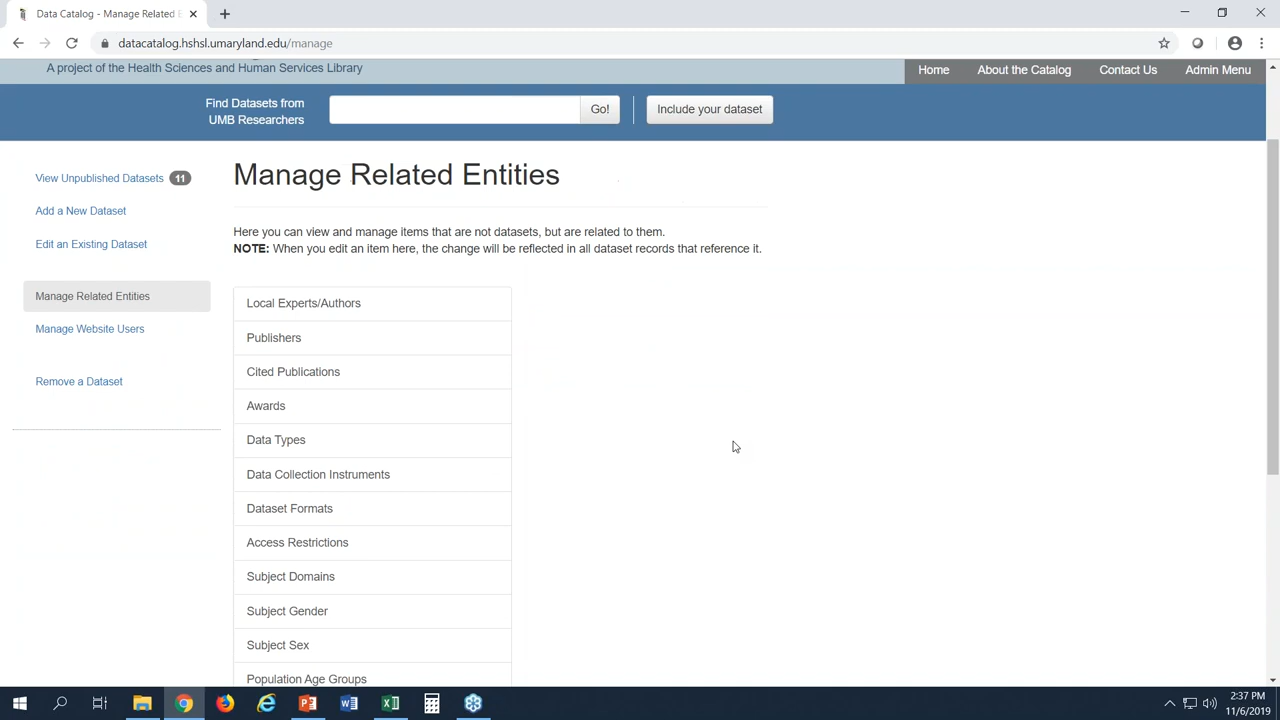 Data Catalog - Manage Related E
datacatalog.hshsl.umaryland.edu/manage
A project of the Health Sciences and Human Services Library
Home
About the Catalog
Contact Us
Admin Menu
Find Datasets from
UMB Researchers
Go!
Include your dataset
View Unpublished Datasets 11
Add a New Dataset
Edit an Existing Dataset
Manage Related Entities
Manage Website Users
Remove a Dataset
Manage Related Entities
Here you can view and manage items that are not datasets, but are related to them.
NOTE: When you edit an item here, the change will be reflected in all dataset records that reference it.
Local Experts/Authors
Publishers
Cited Publications
Awards
Data Types
Data Collection Instruments
Dataset Formats
Access Restrictions
Subject Domains
Subject Gender
Subject Sex
Population Age Groups
2:37 PM
11/6/2019